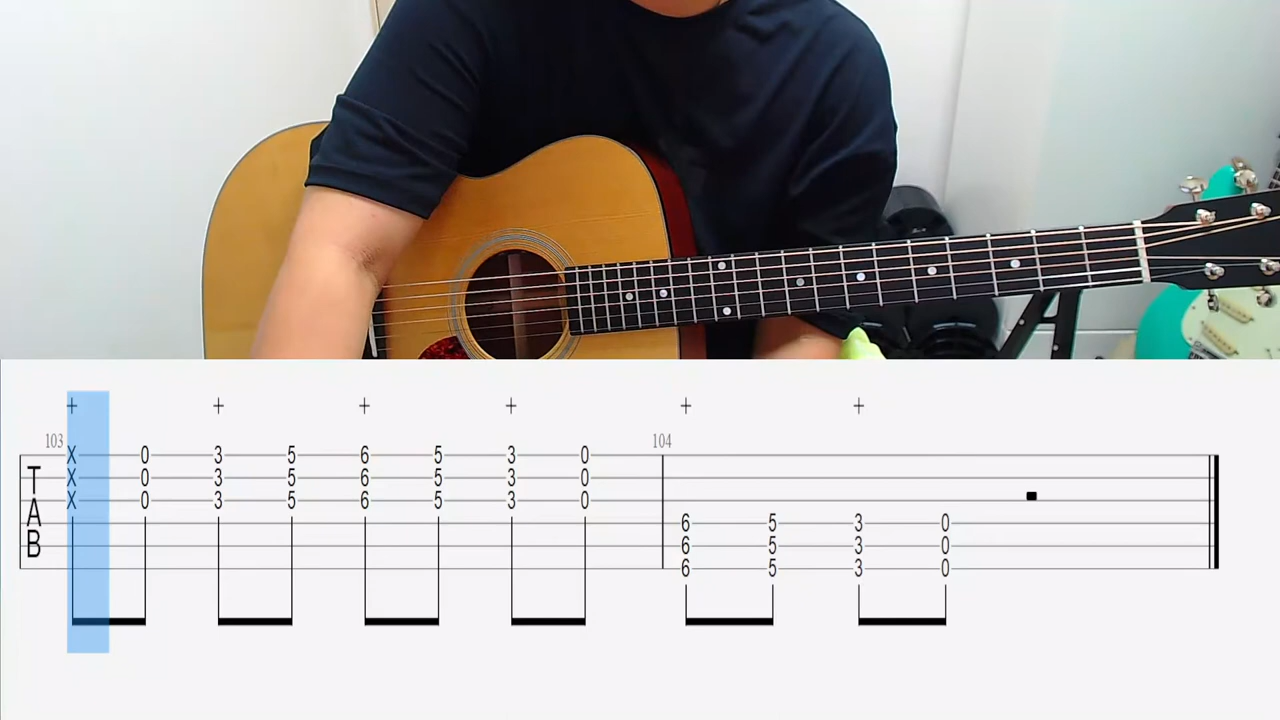 + + + + + +
103 104
X 0 3 5 6 5 3 0
X 0 3 5 6 5 3 0
X 0 3 5 6 5 3 0
6 5 3 0
6 5 3 0
6 5 3 0
T
A
B